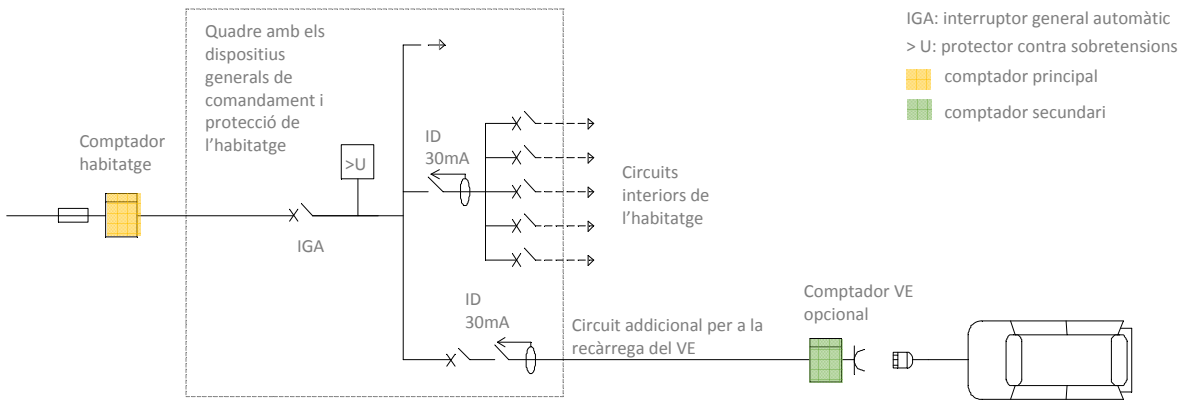 Quadre amb els
dispositius
generals de
comandament i
protecció de
l'habitatge
IGA: interruptor general automàtic
> U: protector contra sobretensions
comptador principal
comptador secundari
Comptador
habitatge
>U
ID
30mA
Circuits
interiors de
l'habitatge
IGA
ID
30mA
Circuit addicional per a la
recàrrega del VE
Comptador VE
opcional